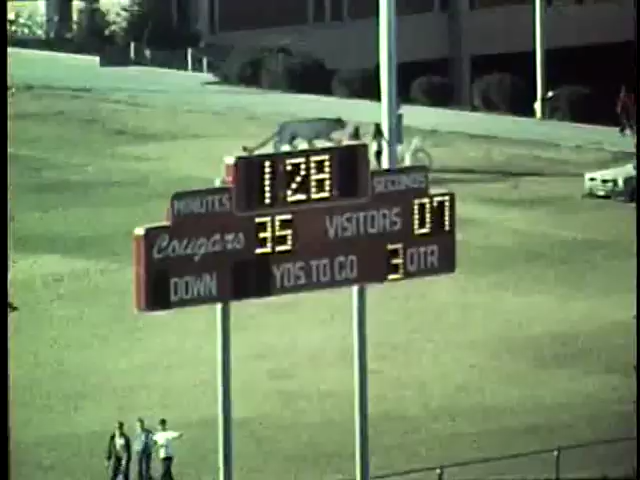 1 28
MINUTES SECONDS
Cougars 35 VISITORS 07
DOWN YDS TO GO 3 QTR